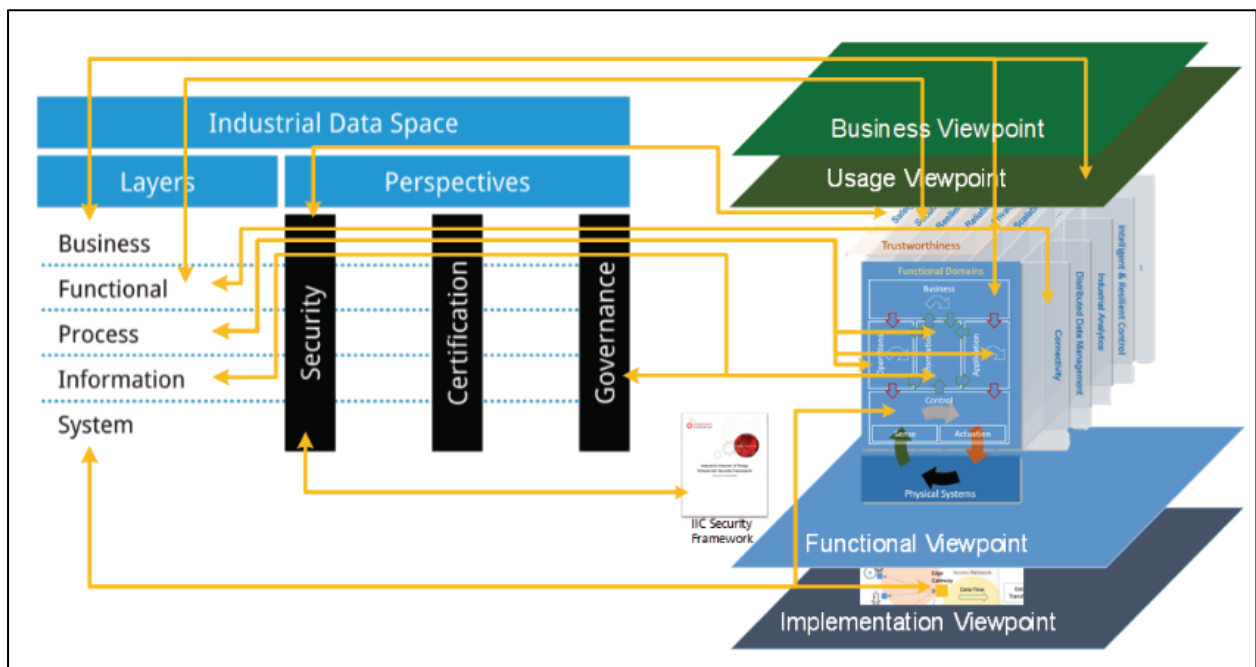 Industrial Data Space
Layers
Perspectives
Business
Functional
Process
Information
System
Security
Certification
Governance
IIC Security
Framework
Business Viewpoint
Usage Viewpoint
Trustworthiness
Functional Domains
Business
Application
Control
Sense
Actuation
Physical Systems
Connectivity
Distributed Data Management
Industrial Analytics
Intelligent & Resilient Control
...
Functional Viewpoint
Edge
Gateway
Access Network
Data Flow
Implementation Viewpoint